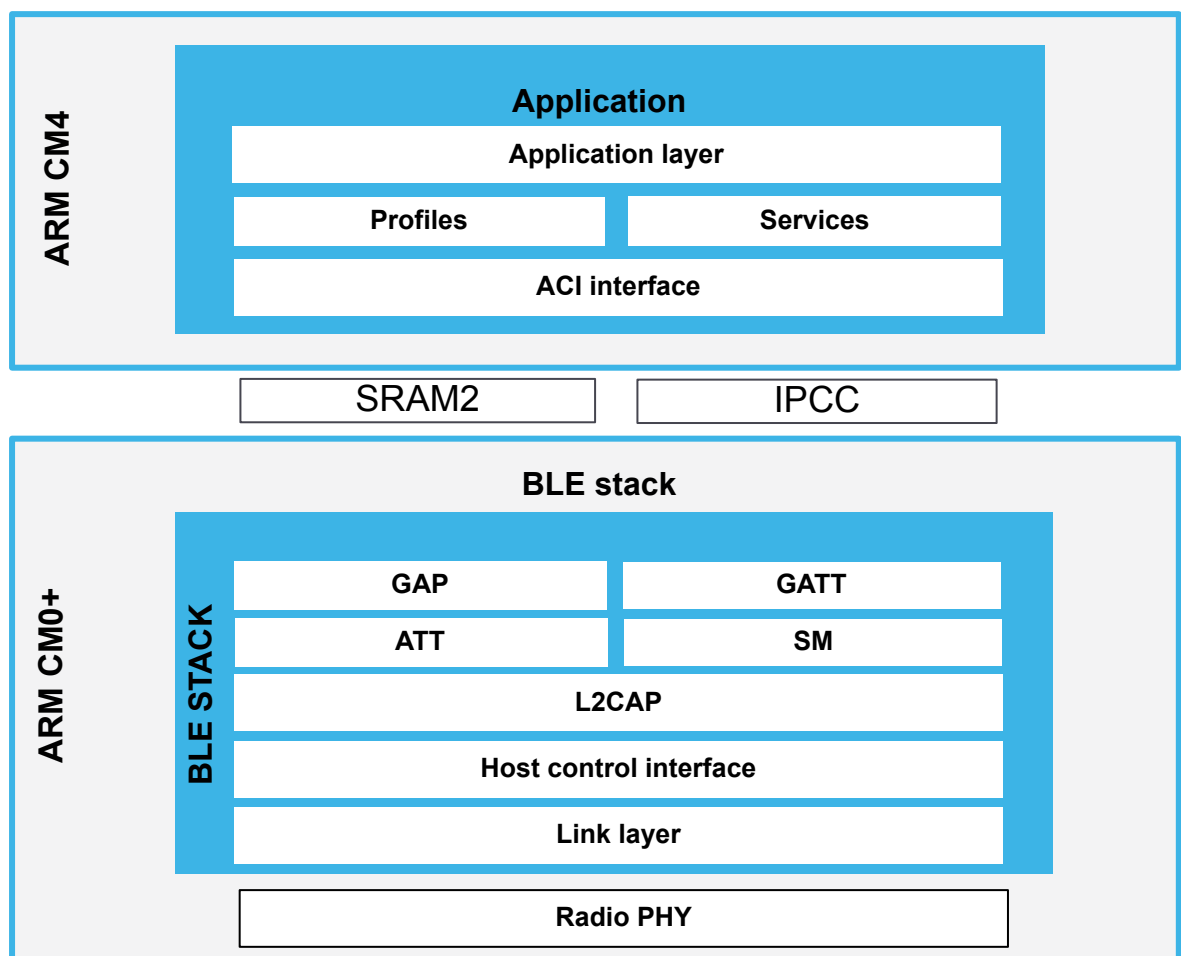 ARM CM4
Application
Application layer
Profiles
Services
ACI interface
SRAM2
IPCC
ARM CM0+
BLE stack
BLE STACK
GAP
GATT
ATT
SM
L2CAP
Host control interface
Link layer
Radio PHY